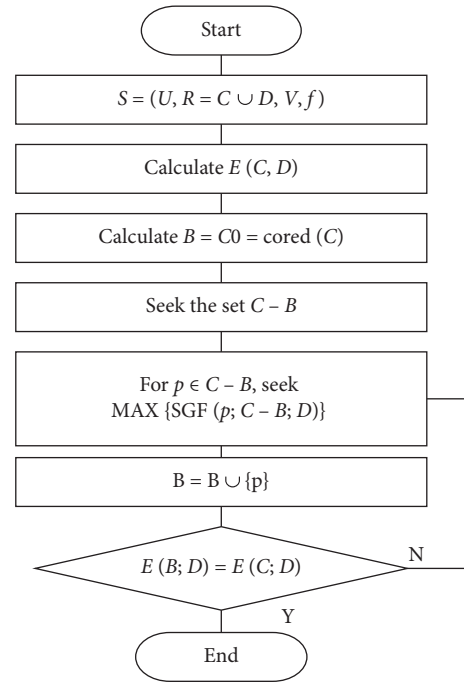 Start
S = (U, R = C ∪ D, V, f)
Calculate E (C, D)
Calculate B = C0 = cored (C)
Seek the set C – B
For p ∈ C – B, seek
MAX {SGF (p; C – B; D)}
B = B ∪ {p}
E (B; D) = E (C; D)
N
Y
End